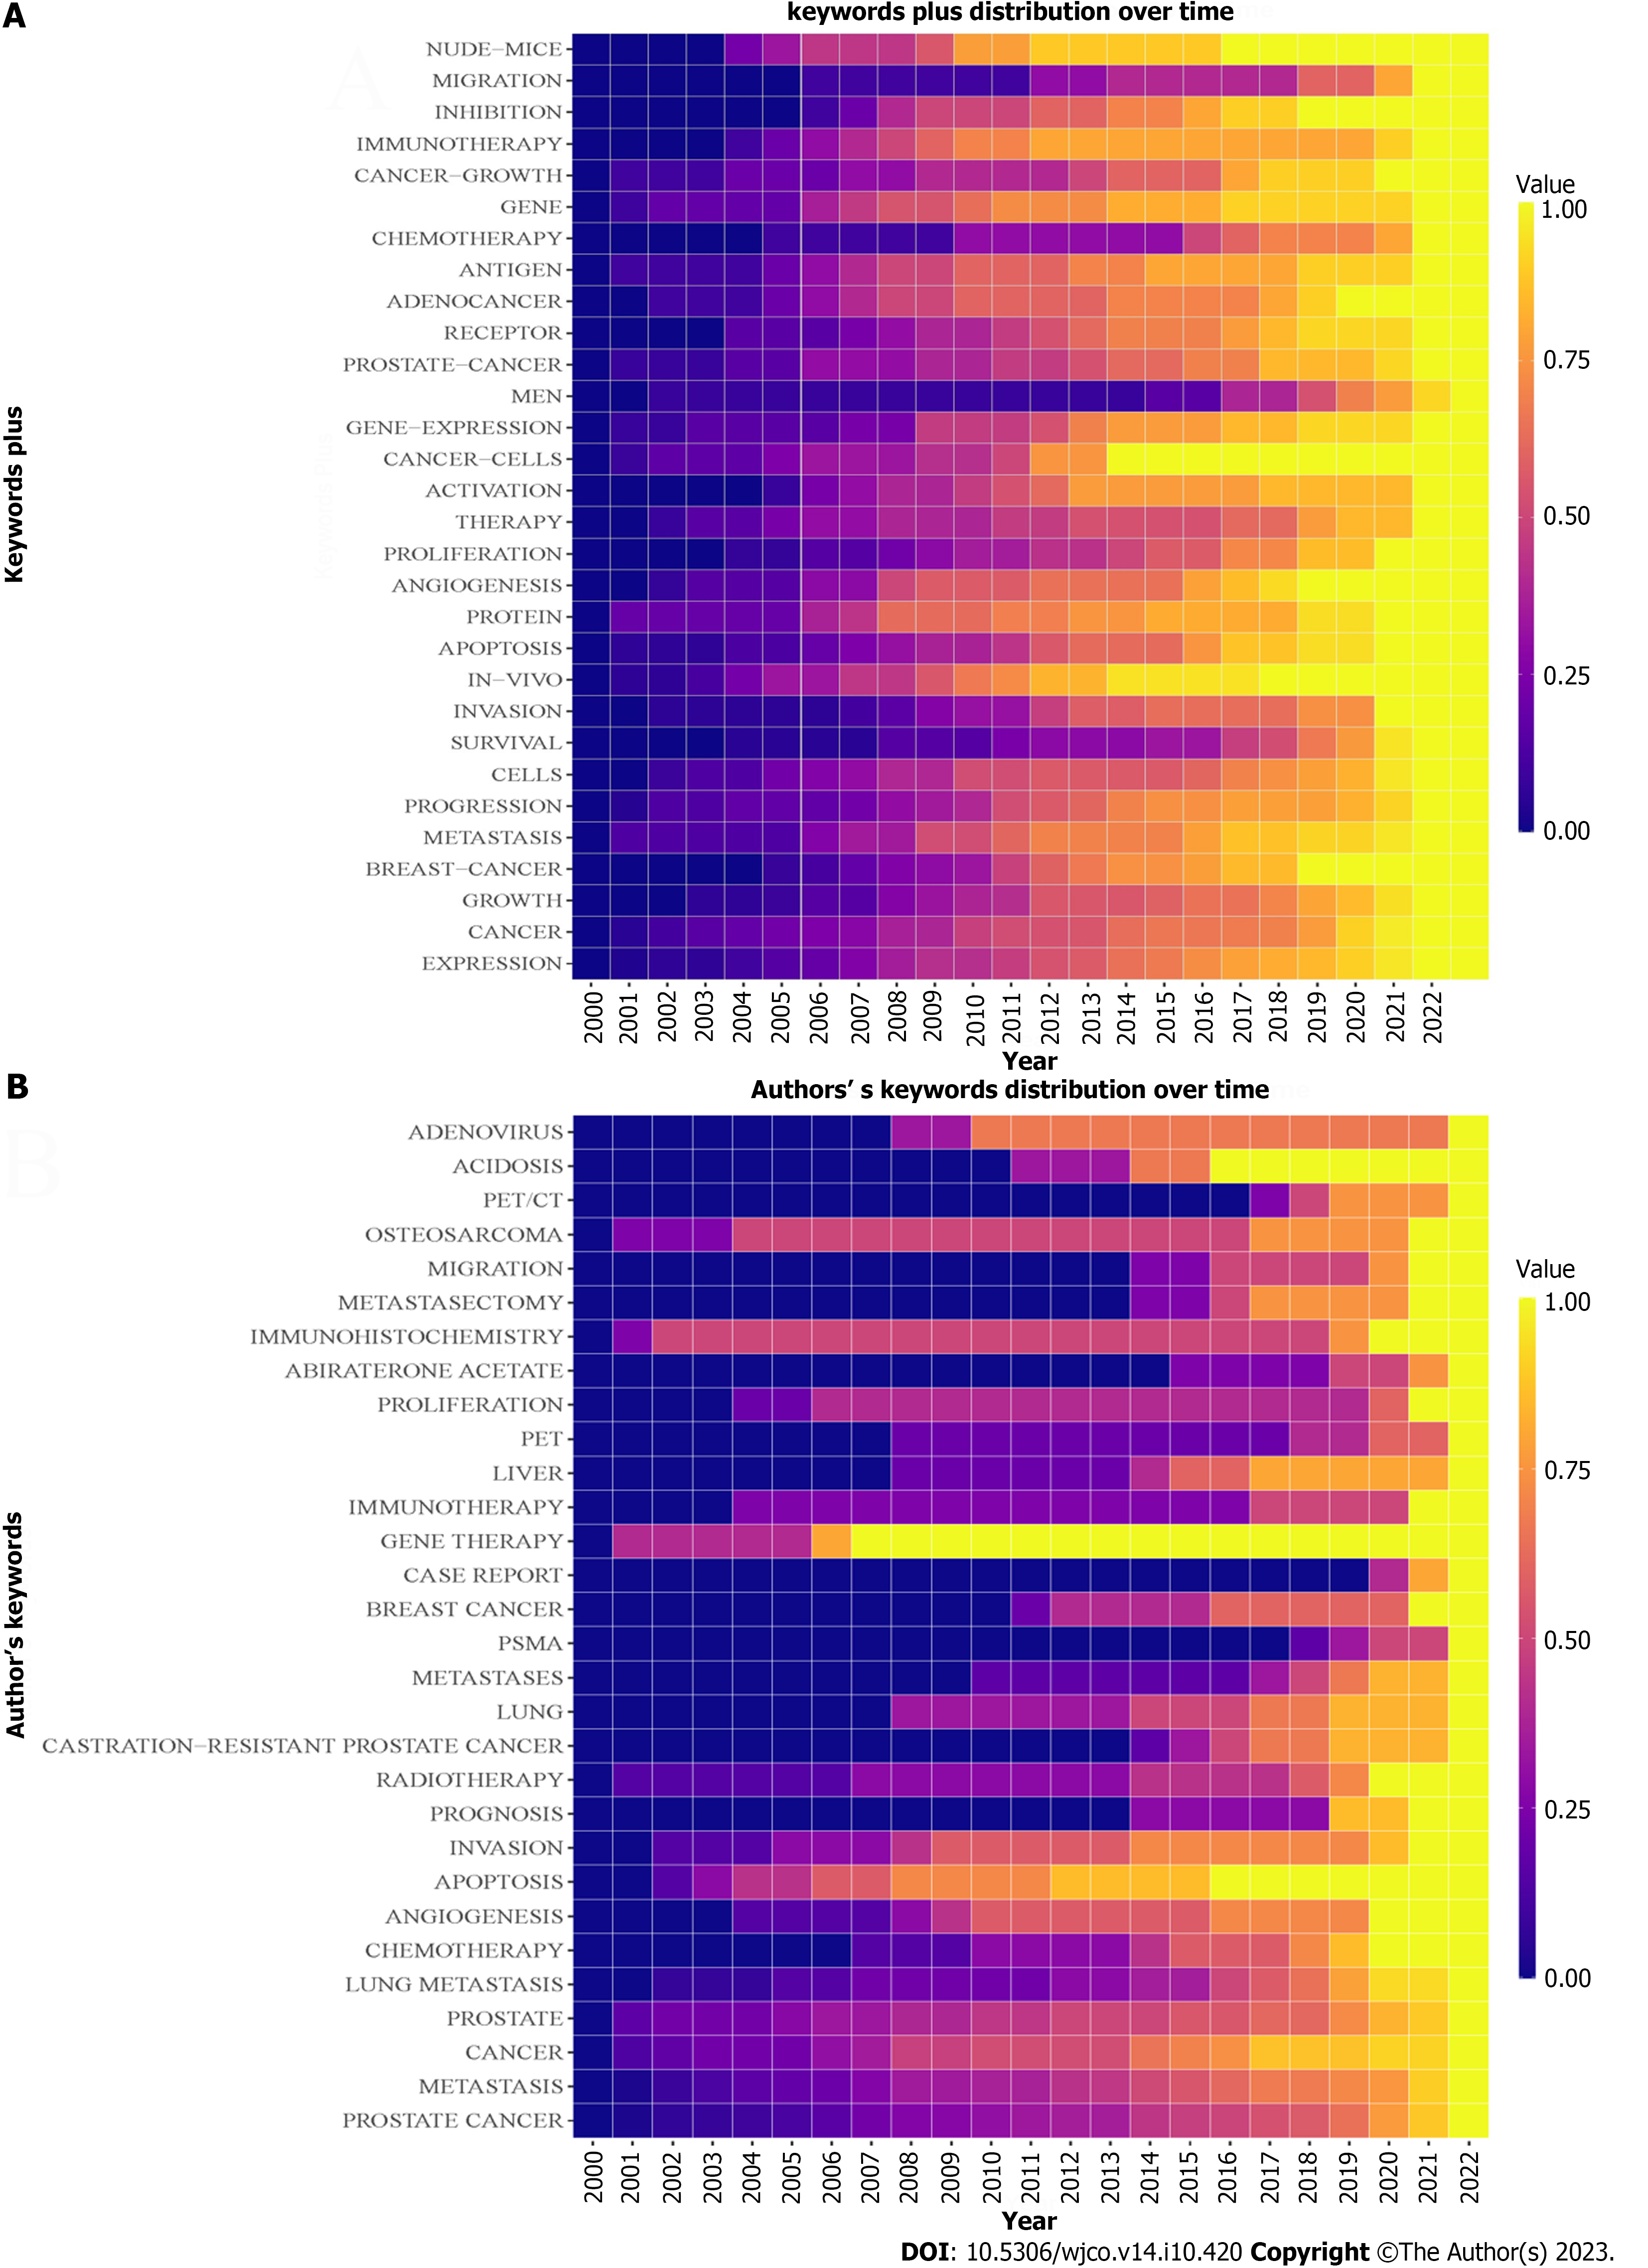 A
keywords plus distribution over time
Keywords plus
NUDE−MICE
MIGRATION
INHIBITION
IMMUNOTHERAPY
CANCER−GROWTH
GENE
CHEMOTHERAPY
ANTIGEN
ADENOCANCER
RECEPTOR
PROSTATE−CANCER
MEN
GENE−EXPRESSION
CANCER−CELLS
ACTIVATION
THERAPY
PROLIFERATION
ANGIOGENESIS
PROTEIN
APOPTOSIS
IN−VIVO
INVASION
SURVIVAL
CELLS
PROGRESSION
METASTASIS
BREAST−CANCER
GROWTH
CANCER
EXPRESSION
2000 2001 2002 2003 2004 2005 2006 2007 2008 2009 2010 2011 2012 2013 2014 2015 2016 2017 2018 2019 2020 2021 2022
Year
Value
1.00
0.75
0.50
0.25
0.00
B
Authors’ s keywords distribution over time
Author’s keywords
ADENOVIRUS
ACIDOSIS
PET/CT
OSTEOSARCOMA
MIGRATION
METASTASECTOMY
IMMUNOHISTOCHEMISTRY
ABIRATERONE ACETATE
PROLIFERATION
PET
LIVER
IMMUNOTHERAPY
GENE THERAPY
CASE REPORT
BREAST CANCER
PSMA
METASTASES
LUNG
CASTRATION−RESISTANT PROSTATE CANCER
RADIOTHERAPY
PROGNOSIS
INVASION
APOPTOSIS
ANGIOGENESIS
CHEMOTHERAPY
LUNG METASTASIS
PROSTATE
CANCER
METASTASIS
PROSTATE CANCER
2000 2001 2002 2003 2004 2005 2006 2007 2008 2009 2010 2011 2012 2013 2014 2015 2016 2017 2018 2019 2020 2021 2022
Year
Value
1.00
0.75
0.50
0.25
0.00
DOI: 10.5306/wjco.v14.i10.420 Copyright ©The Author(s) 2023.